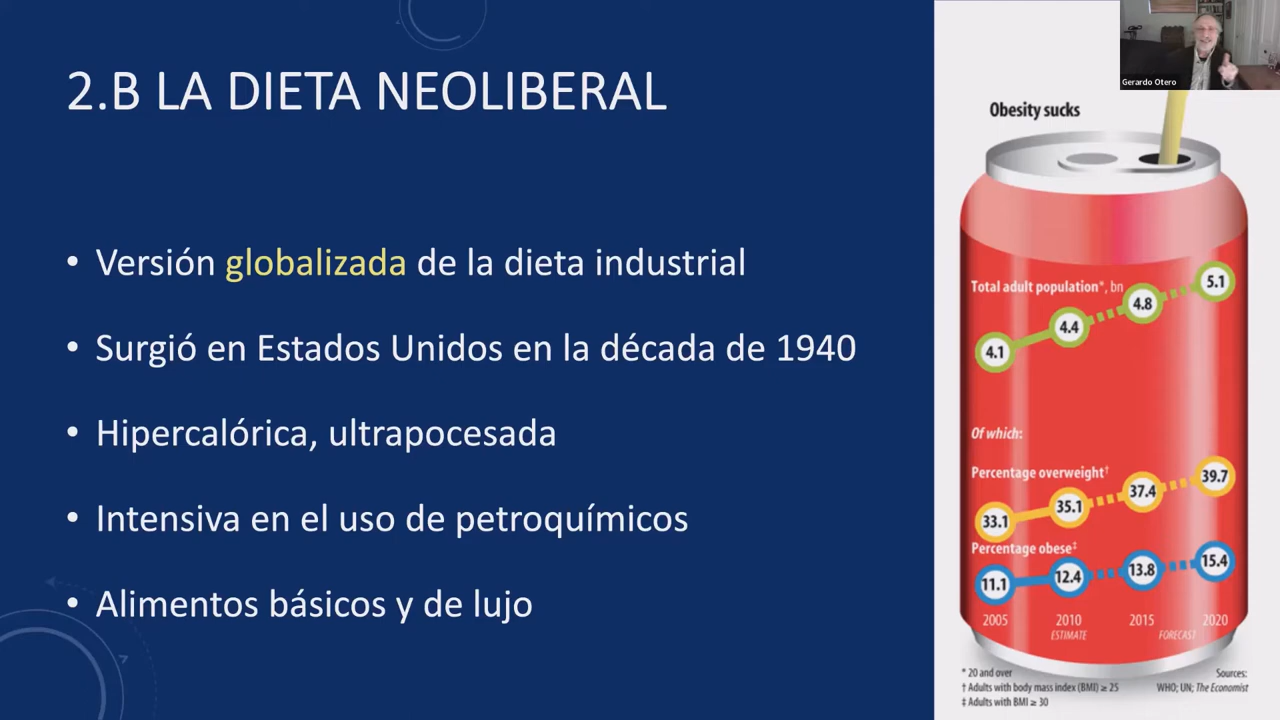 2.B LA DIETA NEOLIBERAL
• Versión globalizada de la dieta industrial
• Surgió en Estados Unidos en la década de 1940
• Hipercalórica, ultrapocesada
• Intensiva en el uso de petroquímicos
• Alimentos básicos y de lujo
Gerardo Otero
Obesity sucks
Total adult population*, bn
4.1 4.4 4.8 5.1
Of which:
Percentage overweight†
33.1 35.1 37.4 39.7
Percentage obese‡
11.1 12.4 13.8 15.4
2005 2010 2015 2020
ESTIMATE FORECAST
* 20 and over
† Adults with body mass index (BMI) ≥ 25
‡ Adults with BMI ≥ 30
Sources:
WHO; UN; The Economist